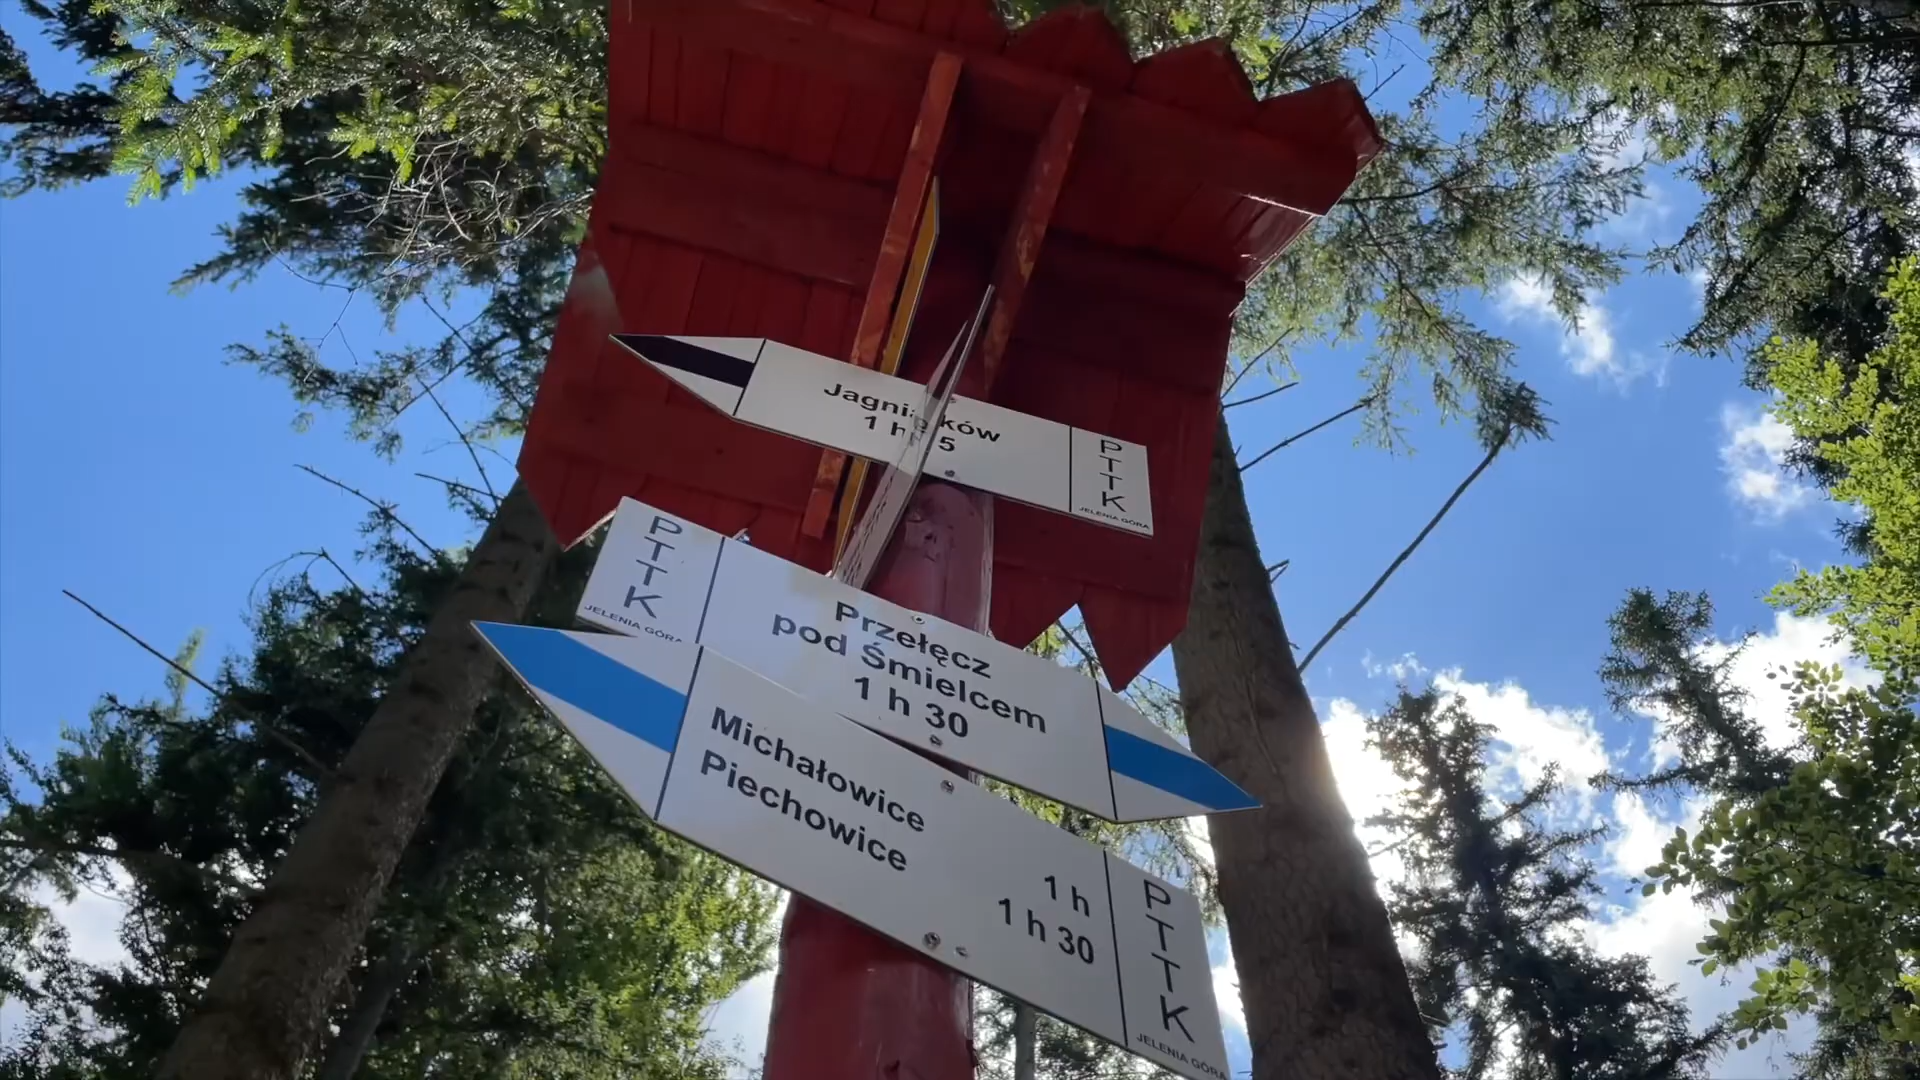 Jagniątków
PTTK
JELENIA GÓRA
PTTK
JELENIA GÓRA
Przełęcz
pod Śmielcem
1 h 30
Michałowice 1 h
Piechowice 1 h 30
PTTK
JELENIA GÓRA